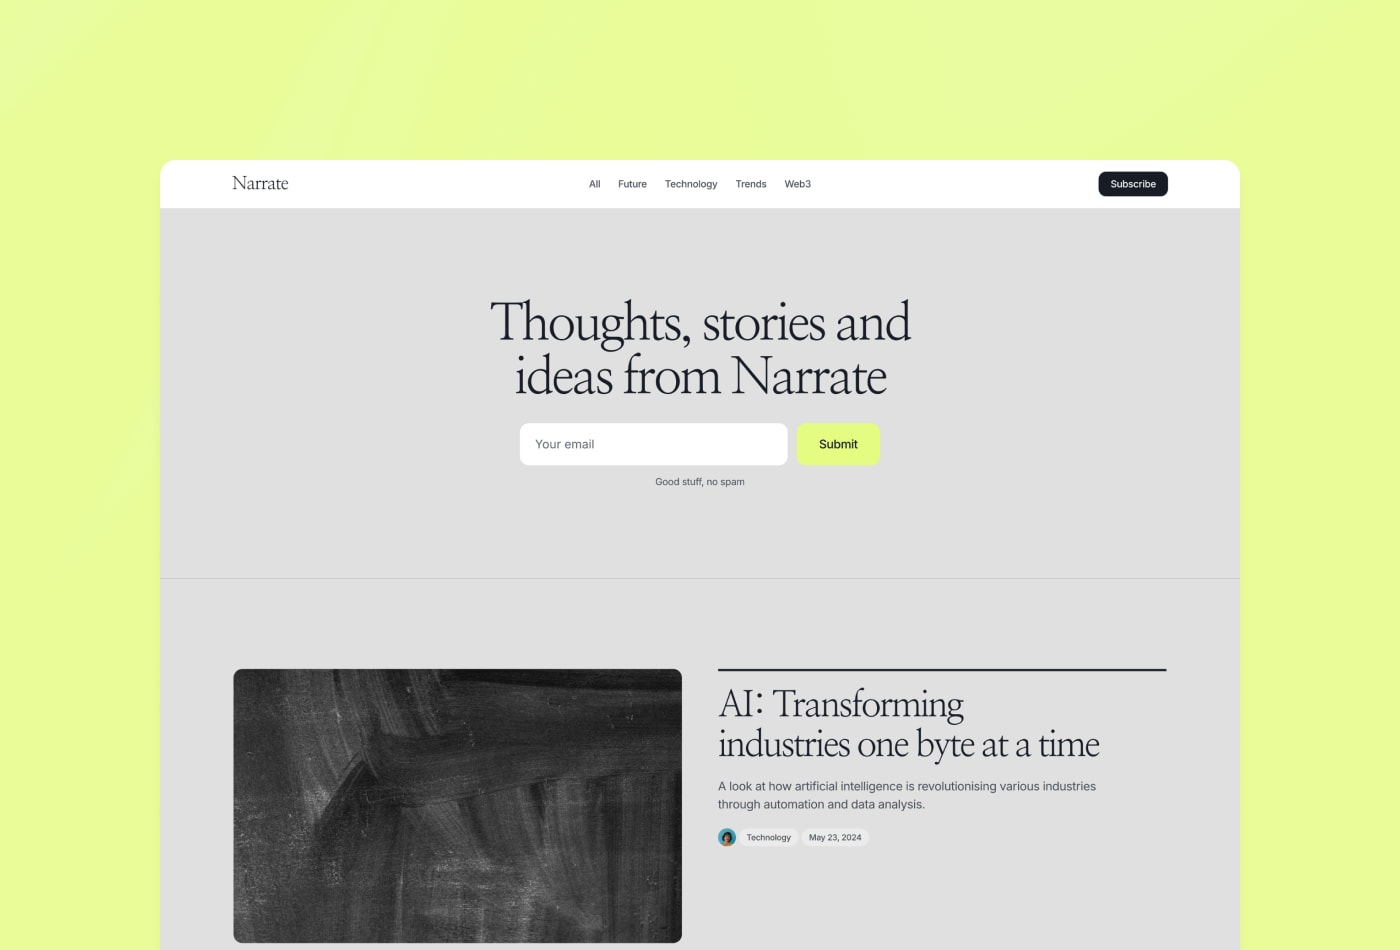 Narrate
All
Future
Technology
Trends
Web3
Subscribe
Thoughts, stories and
ideas from Narrate
Your email
Submit
Good stuff, no spam
AI: Transforming
industries one byte at a time
A look at how artificial intelligence is revolutionising various industries
through automation and data analysis.
Technology
May 23, 2024